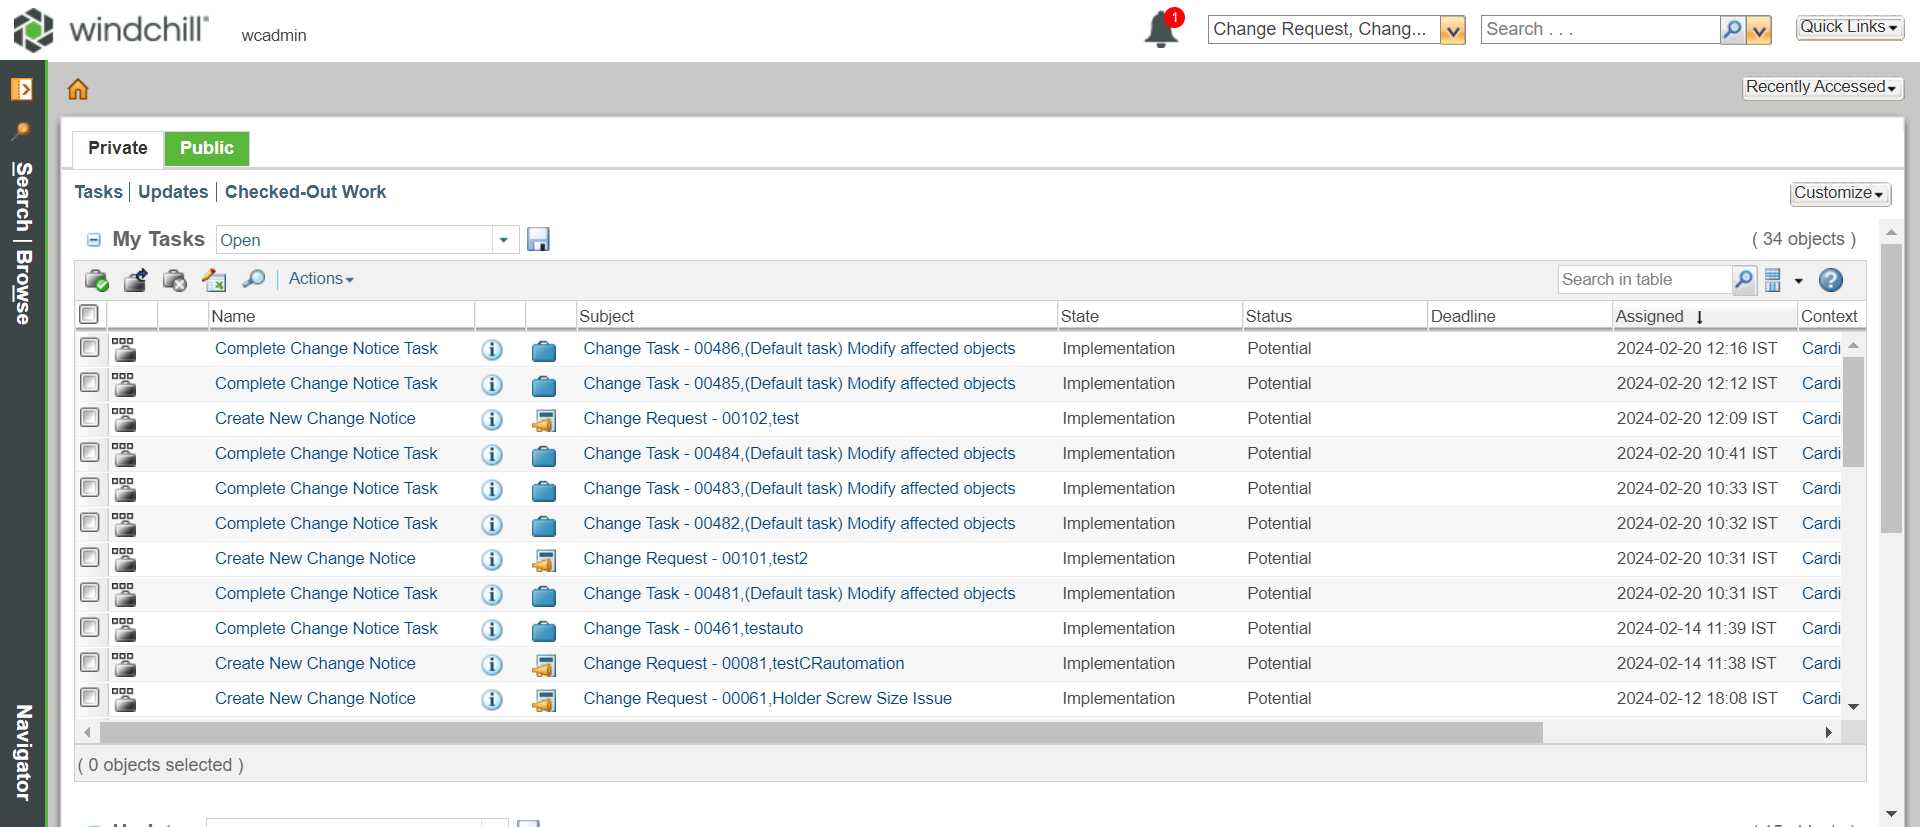 windchill® wcadmin 1 Change Request, Chang... Search . . . Quick Links
Recently Accessed
Private Public
Tasks | Updates | Checked-Out Work Customize
Search | Browse
Navigator
My Tasks Open ( 34 objects )
Actions Search in table
Name Subject State Status Deadline Assigned Context
Complete Change Notice Task Change Task - 00486,(Default task) Modify affected objects Implementation Potential 2024-02-20 12:16 IST Cardi
Complete Change Notice Task Change Task - 00485,(Default task) Modify affected objects Implementation Potential 2024-02-20 12:12 IST Cardi
Create New Change Notice Change Request - 00102,test Implementation Potential 2024-02-20 12:09 IST Cardi
Complete Change Notice Task Change Task - 00484,(Default task) Modify affected objects Implementation Potential 2024-02-20 10:41 IST Cardi
Complete Change Notice Task Change Task - 00483,(Default task) Modify affected objects Implementation Potential 2024-02-20 10:33 IST Cardi
Complete Change Notice Task Change Task - 00482,(Default task) Modify affected objects Implementation Potential 2024-02-20 10:32 IST Cardi
Create New Change Notice Change Request - 00101,test2 Implementation Potential 2024-02-20 10:31 IST Cardi
Complete Change Notice Task Change Task - 00481,(Default task) Modify affected objects Implementation Potential 2024-02-20 10:31 IST Cardi
Complete Change Notice Task Change Task - 00461,testauto Implementation Potential 2024-02-14 11:39 IST Cardi
Create New Change Notice Change Request - 00081,testCRautomation Implementation Potential 2024-02-14 11:38 IST Cardi
Create New Change Notice Change Request - 00061,Holder Screw Size Issue Implementation Potential 2024-02-12 18:08 IST Cardi
( 0 objects selected )